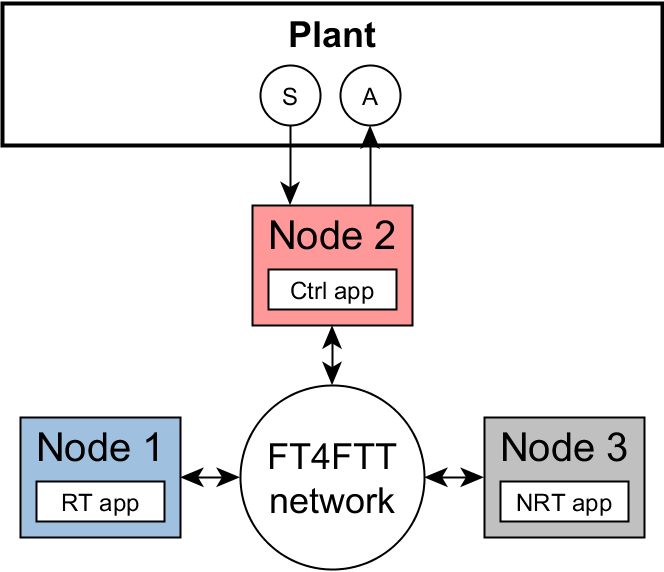 Plant
S
A
Node 2
Ctrl app
Node 1
RT app
FT4FTT
network
Node 3
NRT app